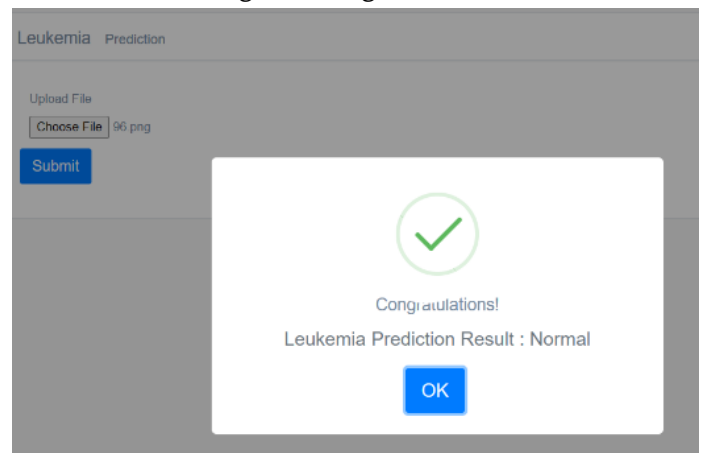 Leukemia Prediction
Upload File
Choose File 96 png
Submit
Congratulations!
Leukemia Prediction Result : Normal
OK